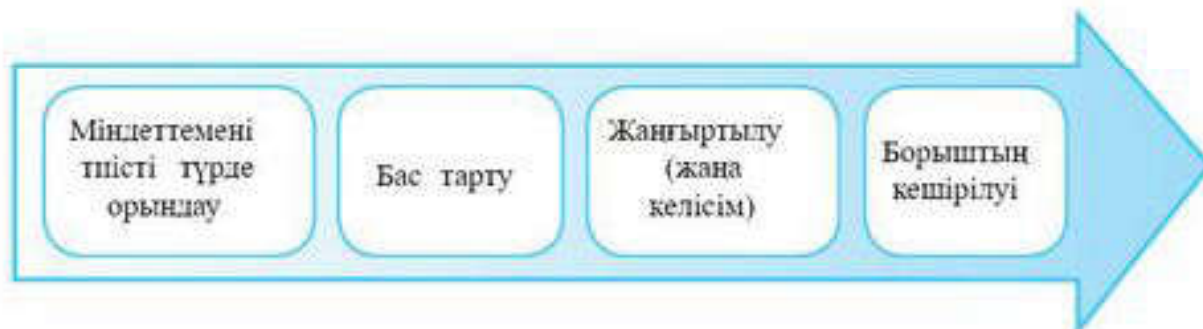 Міндеттемені
тиісті түрде
орындау
Бас тарту
Жаңғыртылу
(жаңа
келісім)
Борыштың
кешірілуі